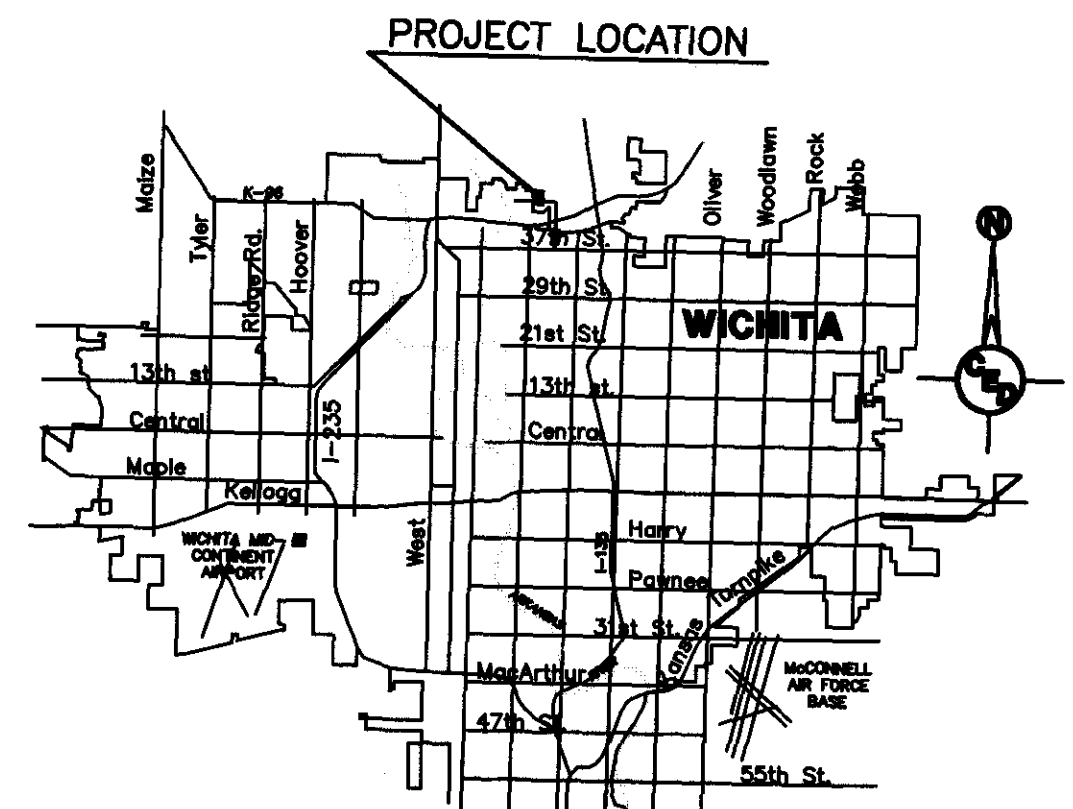 PROJECT LOCATION
Maize
Tyler
K-96
Ridge Rd.
Hoover
Oliver
Woodlawn
Rock
Webb
N
37th St.
29th St.
21st St.
WICHITA
13th st
13th st.
CED
Central
Central
I-235
Maple
Kellogg
West
Harry
I-135
WICHITA MID-
CONTINENT
AIRPORT
Pawnee
Kansas Turnpike
31st St.
MacArthur
McCONNELL
AIR FORCE
BASE
47th St.
55th St.